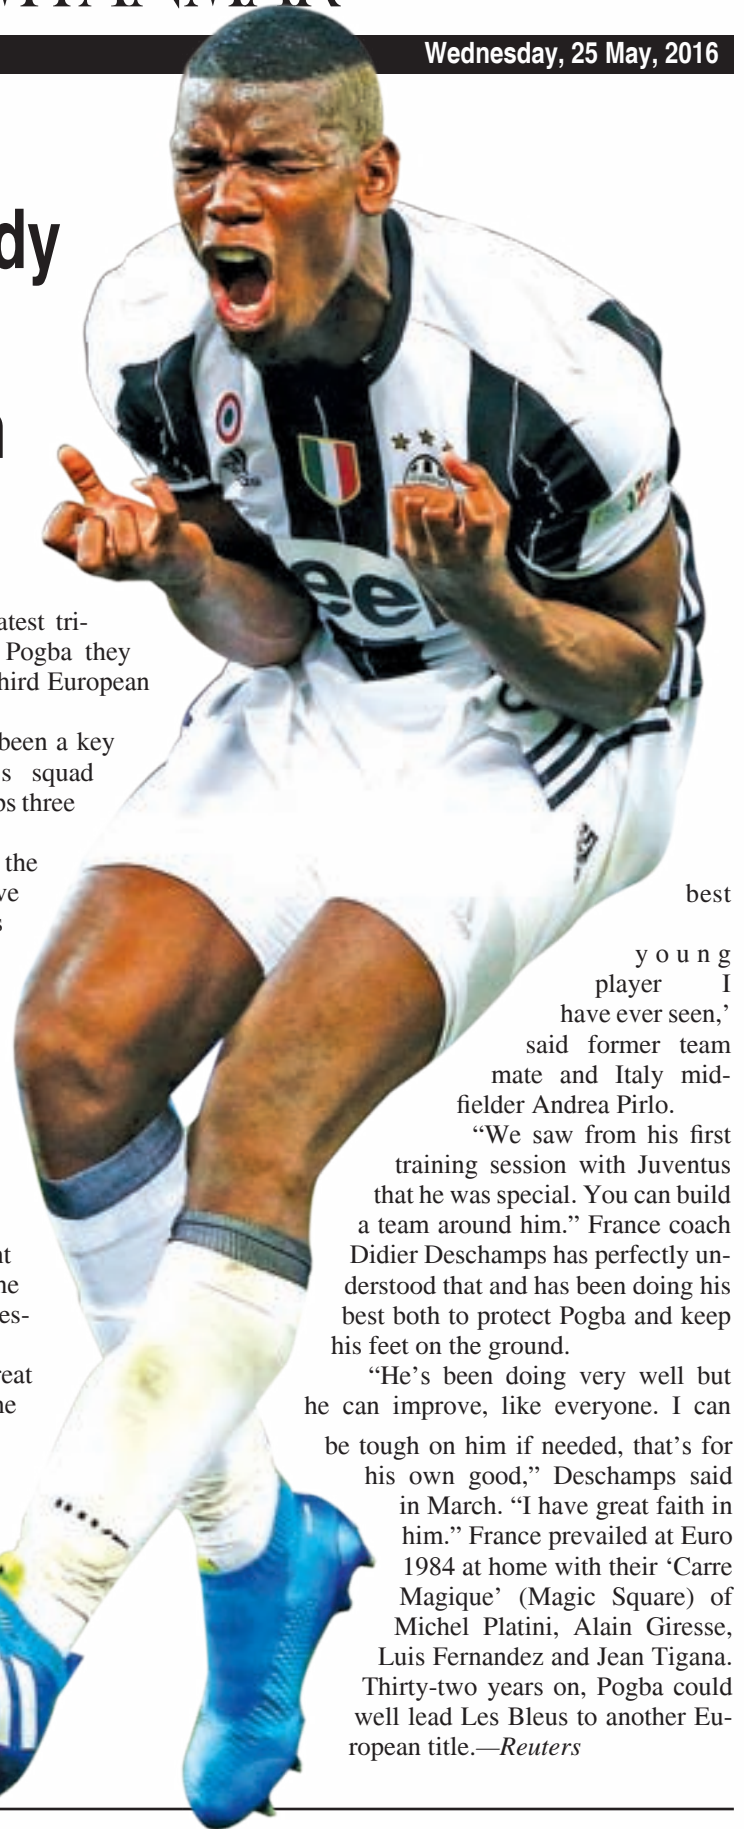 Wednesday, 25 May, 2016
dy
Pogba they
hird European
been a key
s squad
three
the
best
young
player I
have ever seen,’
said former team
mate and Italy mid-
fielder Andrea Pirlo.
“We saw from his first
training session with Juventus
that he was special. You can build
a team around him.” France coach
Didier Deschamps has perfectly un-
derstood that and has been doing his
best both to protect Pogba and keep
his feet on the ground.
“He’s been doing very well but
he can improve, like everyone. I can
be tough on him if needed, that’s for
his own good,” Deschamps said
in March. “I have great faith in
him.” France prevailed at Euro
1984 at home with their ‘Carre
Magique’ (Magic Square) of
Michel Platini, Alain Giresse,
Luis Fernandez and Jean Tigana.
Thirty-two years on, Pogba could
well lead Les Bleus to another Eu-
ropean title.—Reuters